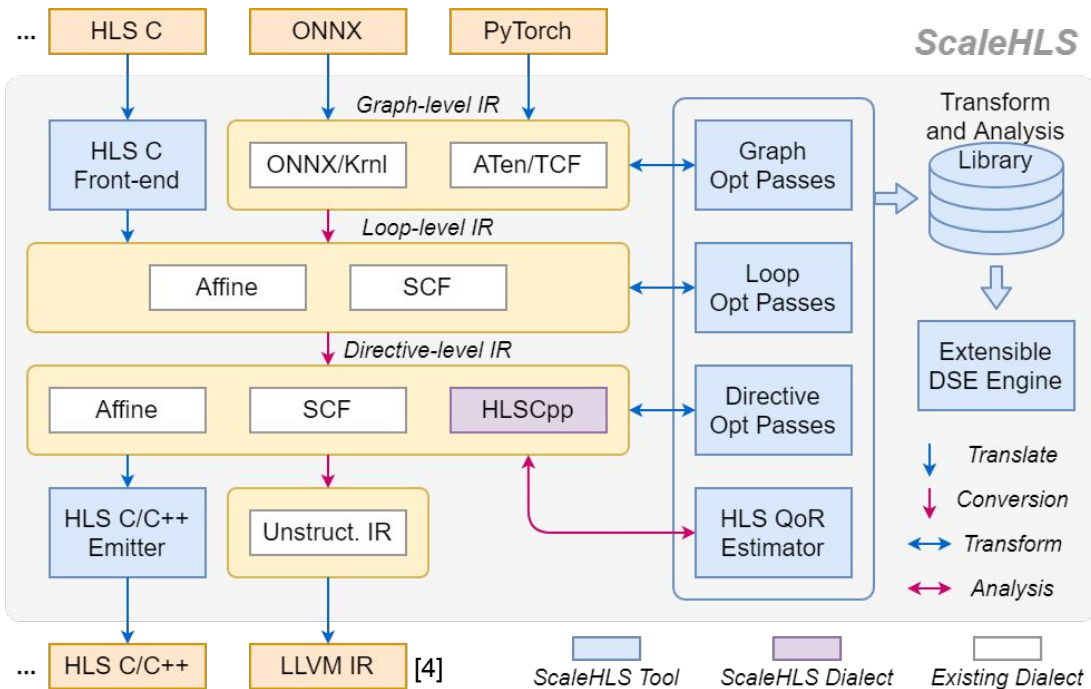 ... HLS C ONNX PyTorch
ScaleHLS
Graph-level IR
HLS C
Front-end
ONNX/Krnl ATen/TCF
Graph
Opt Passes
Transform
and Analysis
Library
Loop-level IR
Affine SCF
Loop
Opt Passes
Directive-level IR
Affine SCF HLSCpp
Directive
Opt Passes
Extensible
DSE Engine
HLS C/C++
Emitter
Unstruct. IR
HLS QoR
Estimator
Translate
Conversion
Transform
Analysis
... HLS C/C++ LLVM IR [4]
ScaleHLS Tool ScaleHLS Dialect Existing Dialect